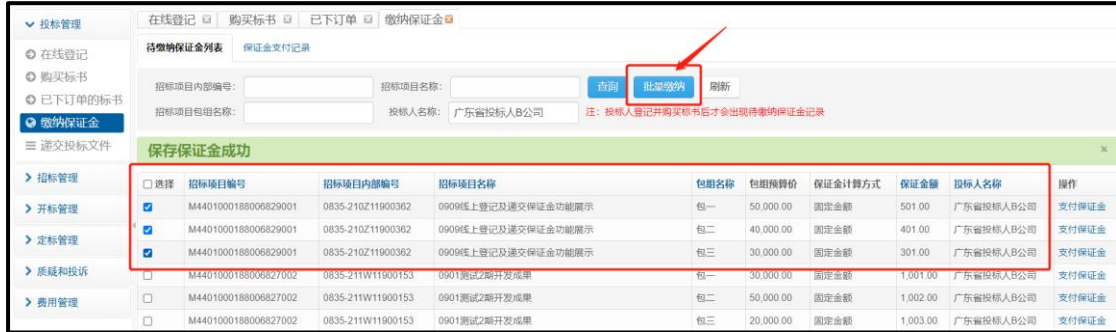 投标管理
在线登记
购买标书
已下订单的标书
缴纳保证金
递交投标文件
招标管理
开标管理
定标管理
质疑和投诉
费用管理
在线登记 购买标书 已下订单 缴纳保证金
待缴纳保证金列表 保证金支付记录
招标项目内部编号: 招标项目名称: 查询 批量缴纳 刷新
招标项目包组名称: 投标人名称: 广东省投标人B公司 注: 投标人登记并购买标书后才会出现待缴纳保证金记录
保存保证金成功 ×
选择 招标项目编号 招标项目内部编号 招标项目名称 包组名称 包组预算价 保证金计算方式 保证金额 投标人名称 操作
M4401000188006829001 0835-210Z11900362 0909线上登记及递交保证金功能展示 包一 50,000.00 固定金额 501.00 广东省投标人B公司 支付保证金
M4401000188006829001 0835-210Z11900362 0909线上登记及递交保证金功能展示 包二 40,000.00 固定金额 401.00 广东省投标人B公司 支付保证金
M4401000188006829001 0835-210Z11900362 0909线上登记及递交保证金功能展示 包三 30,000.00 固定金额 301.00 广东省投标人B公司 支付保证金
M4401000188006827002 0835-211W11900153 0901测试2期开发成果 包一 30,000.00 固定金额 1,001.00 广东省投标人B公司 支付保证金
M4401000188006827002 0835-211W11900153 0901测试2期开发成果 包二 50,000.00 固定金额 1,002.00 广东省投标人B公司 支付保证金
M4401000188006827002 0835-211W11900153 0901测试2期开发成果 包三 20,000.00 固定金额 1,003.00 广东省投标人B公司 支付保证金